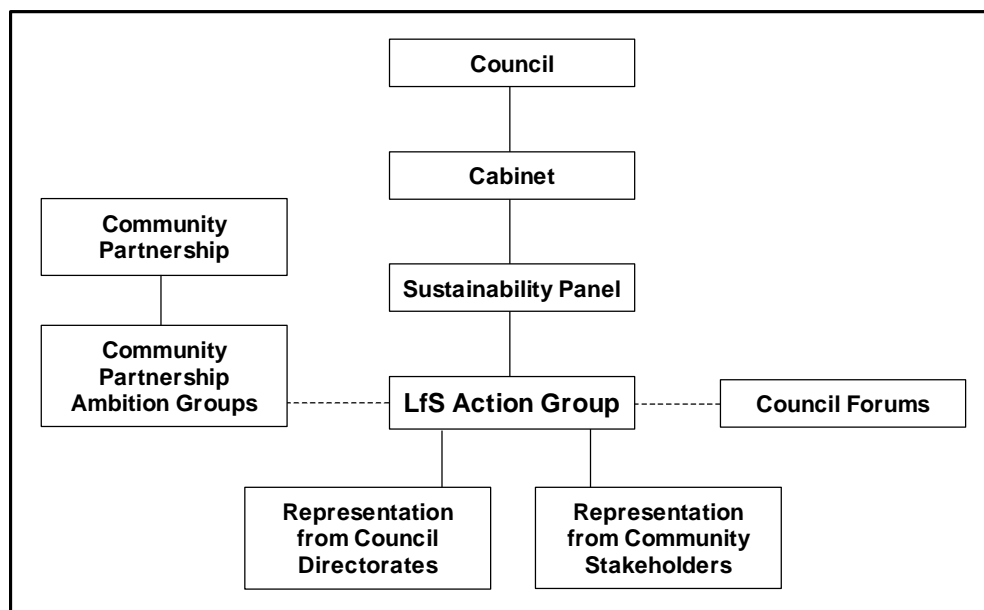 Council
Cabinet
Community
Partnership
Sustainability Panel
Community
Partnership
Ambition Groups
LfS Action Group
Council Forums
Representation
from Council
Directorates
Representation
from Community
Stakeholders